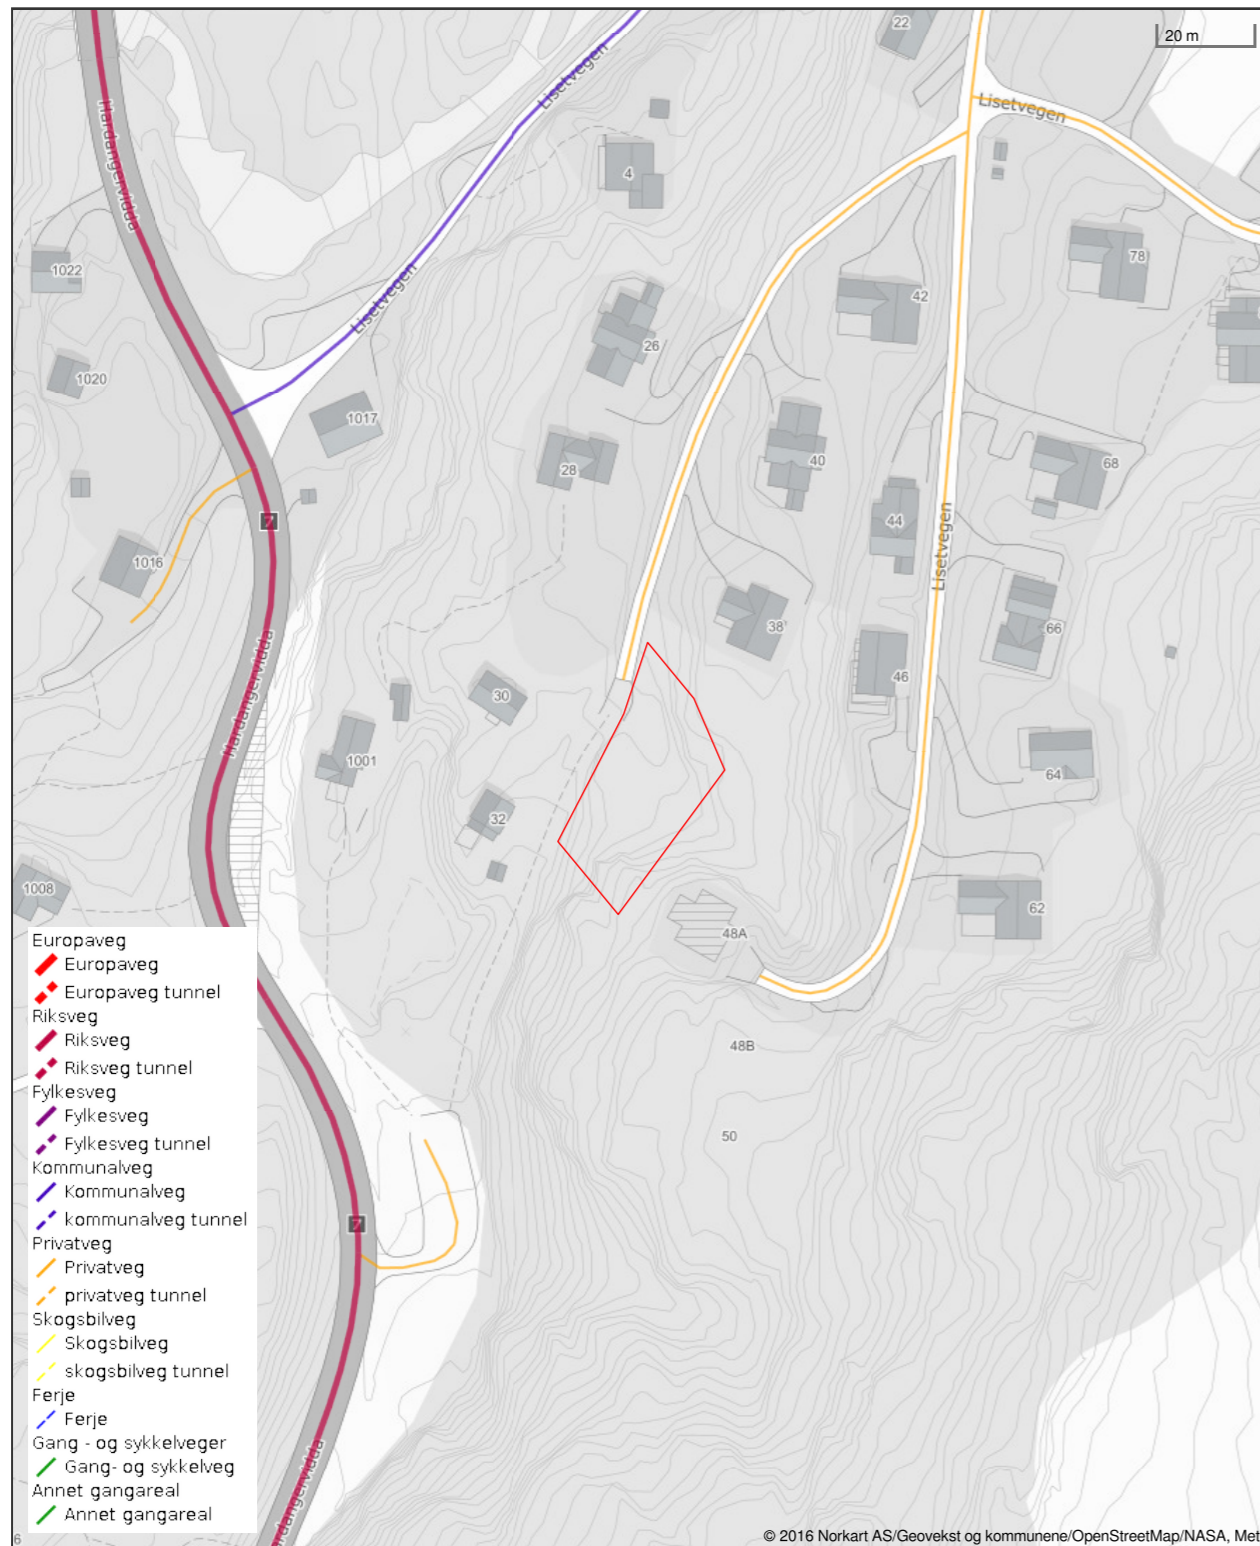 22
20 m
Lisetvegen
Lisetvegen
Hardangervidda
4
78
1022
42
Lisetvegen
26
1020
1017
40
68
28
44
7
Lisetvegen
1016
38
66
Hardangervidda
46
30
1001
64
32
1008
62
48A
Europaveg
Europaveg
Europaveg tunnel
Riksveg
Riksveg
Riksveg tunnel
48B
Fylkesveg
Fylkesveg
Fylkesveg tunnel
50
Kommunalveg
Kommunalveg
kommunalveg tunnel
7
Privatveg
Privatveg
privatveg tunnel
Skogsbilveg
Skogsbilveg
skogsbilveg tunnel
Ferje
Ferje
Gang - og sykkelveger
Gang- og sykkelveg
Annet gangareal
Annet gangareal
ardangervidda
6
© 2016 Norkart AS/Geovekst og kommunene/OpenStreetMap/NASA, Met